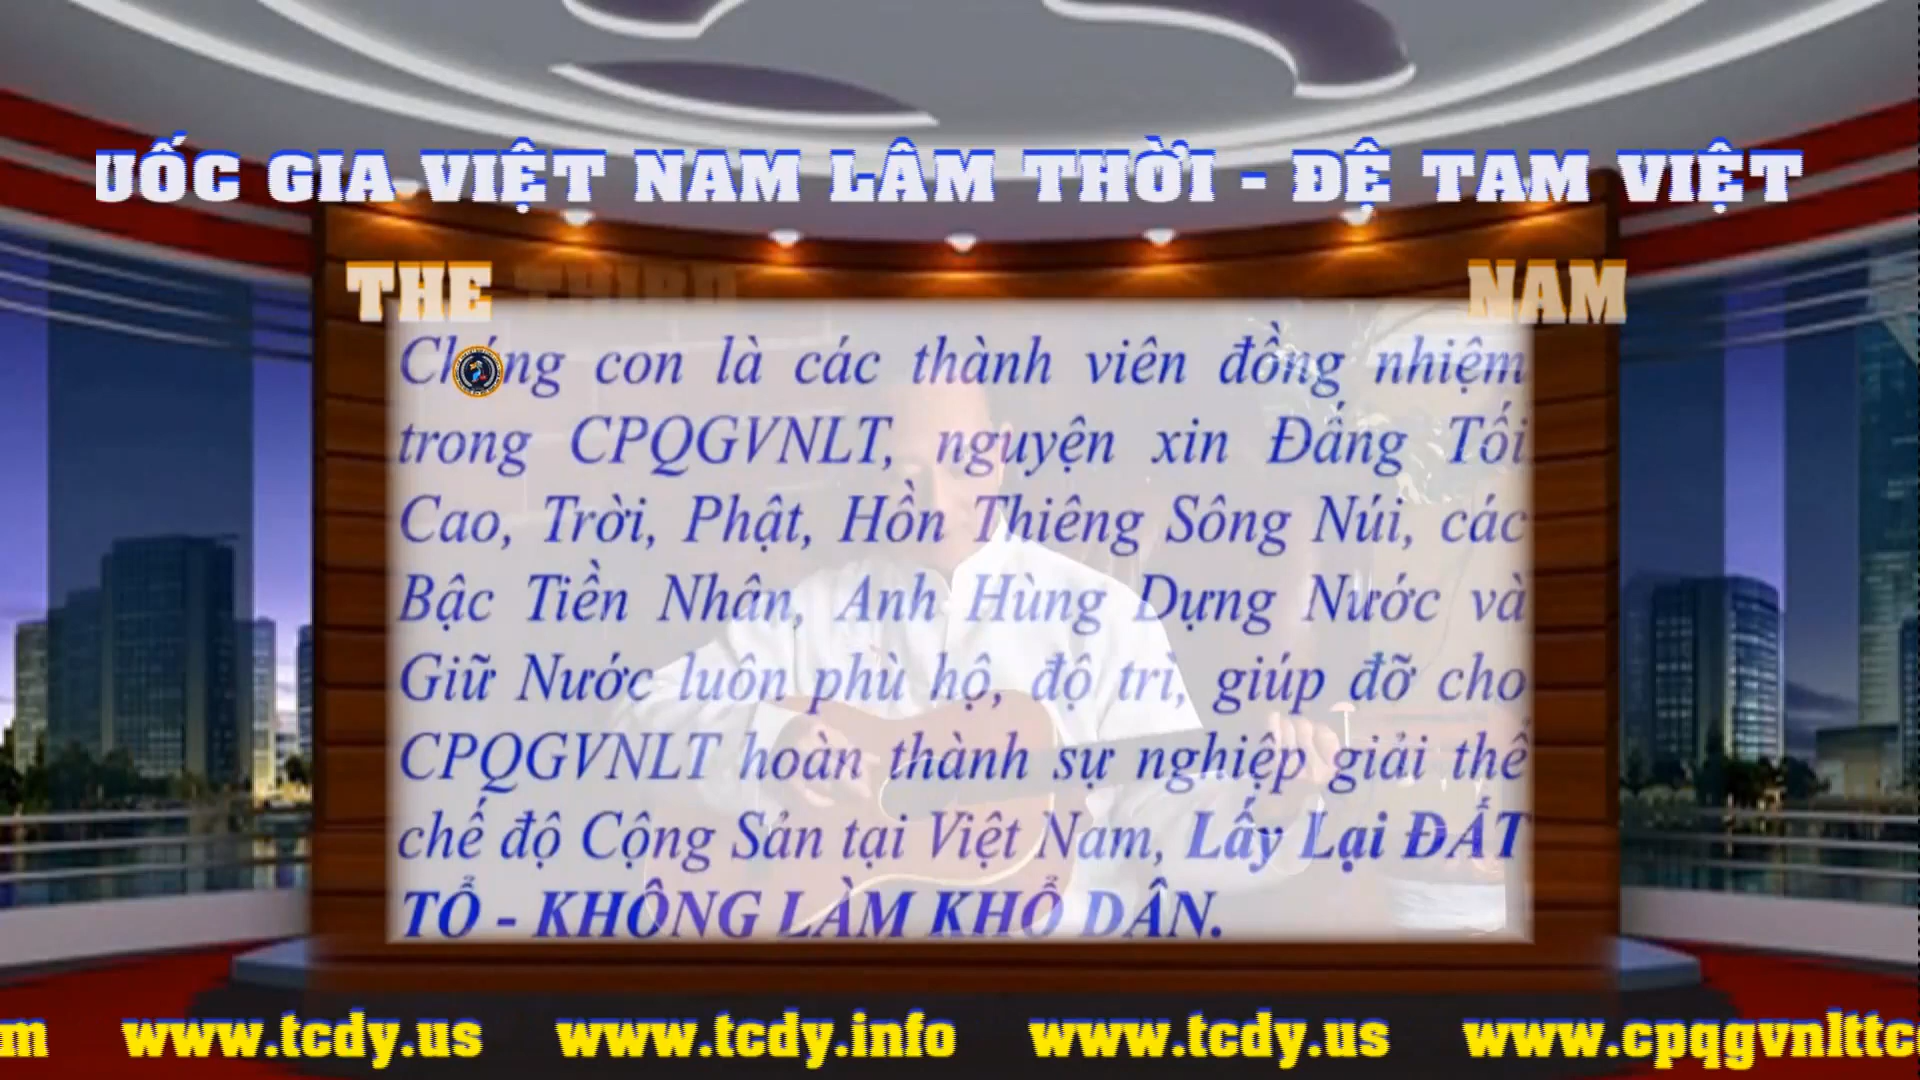 UỐC GIA VIỆT NAM LÂM THỜI - ĐỆ TAM VIỆT
THE THIRD NAM
Chúng con là các thành viên đồng nhiệm
trong CPQGVNLT, nguyện xin Đấng Tối
Cao, Trời, Phật, Hồn Thiêng Sông Núi, các
Bậc Tiền Nhân, Anh Hùng Dựng Nước và
Giữ Nước luôn phù hộ, độ trì, giúp đỡ cho
CPQGVNLT hoàn thành sự nghiệp giải thể
chế độ Cộng Sản tại Việt Nam, Lấy Lại ĐẤT
TỔ - KHÔNG LÀM KHỔ DÂN.
om www.tcdy.us www.tcdy.info www.tcdy.us www.cpqgvnlttc